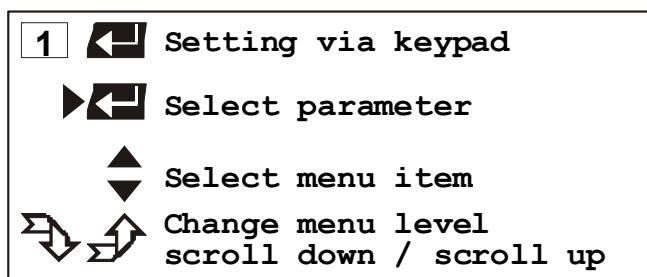 1 Setting via keypad
Select parameter
Select menu item
Change menu level
scroll down / scroll up